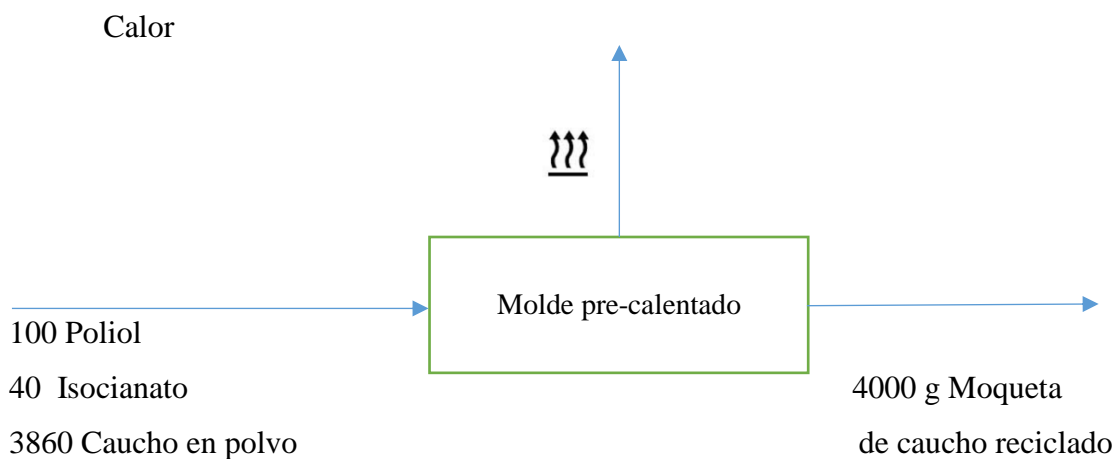 Calor
Molde pre-calentado
100 Poliol
40 Isocianato
3860 Caucho en polvo
4000 g Moqueta
de caucho reciclado